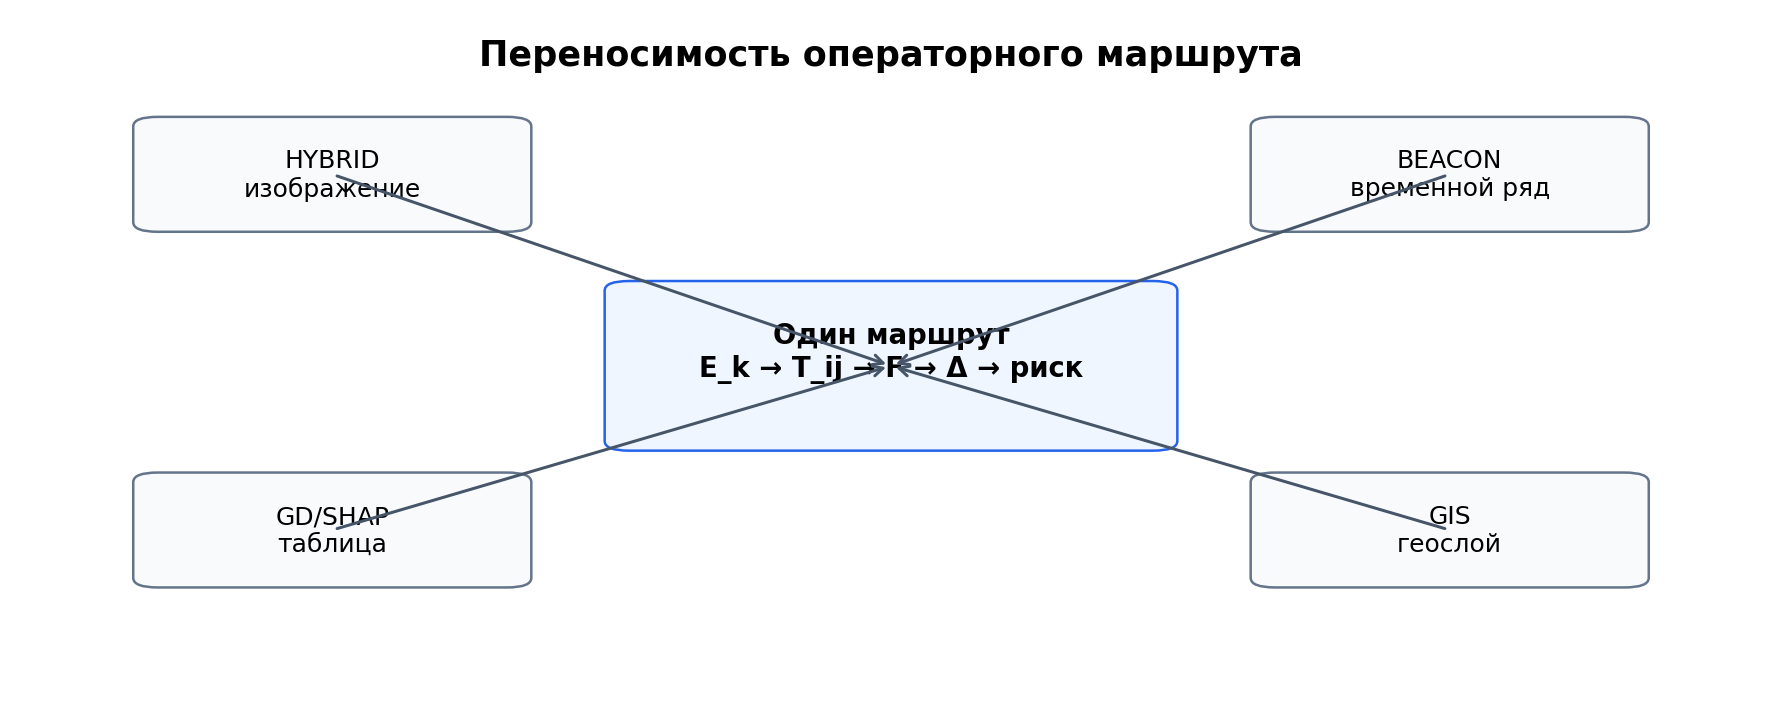 Переносимость операторного маршрута
HYBRID
изображение
BEACON
временной ряд
Один маршрут
E_k → T_ij → F → Δ → риск
GD/SHAP
таблица
GIS
геослой